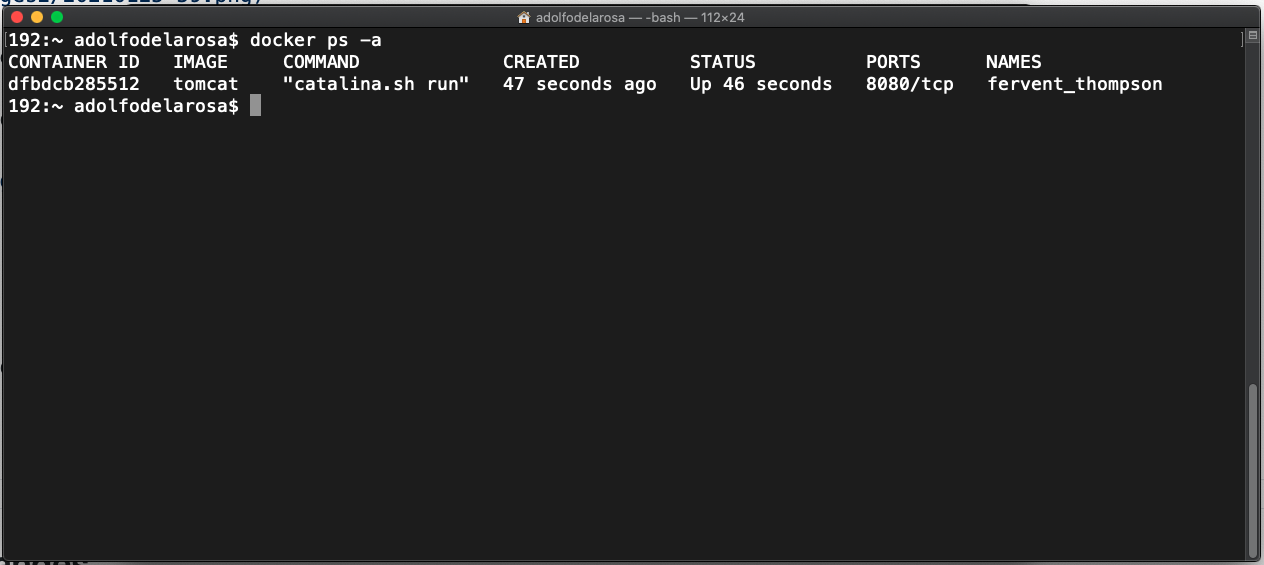 adolfodelarosa — -bash — 112×24
192:~ adolfodelarosa$ docker ps -a
CONTAINER ID   IMAGE     COMMAND             CREATED          STATUS          PORTS      NAMES
dfbdcb285512   tomcat    "catalina.sh run"   47 seconds ago   Up 46 seconds   8080/tcp   fervent_thompson
192:~ adolfodelarosa$